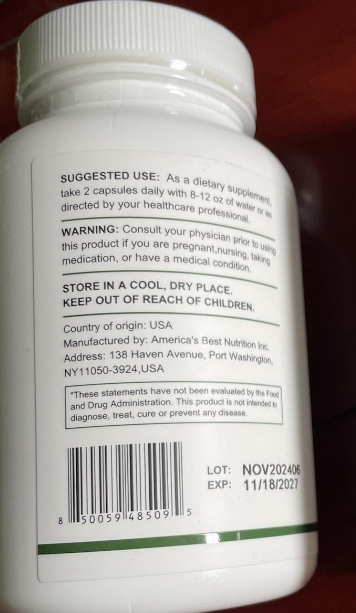 SUGGESTED USE: As a dietary supplement,
take 2 capsules daily with 8-12 oz of water or as
directed by your healthcare professional.
WARNING: Consult your physician prior to using
this product if you are pregnant,nursing, taking
medication, or have a medical condition.
STORE IN A COOL, DRY PLACE.
KEEP OUT OF REACH OF CHILDREN.
Country of origin: USA
Manufactured by: America's Best Nutrition Inc.
Address: 138 Haven Avenue, Port Washington,
NY11050-3924,USA
*These statements have not been evaluated by the Food
and Drug Administration. This product is not intended to
diagnose, treat, cure or prevent any disease.
LOT: NOV202406
EXP: 11/18/2027
8 50059 48509 5